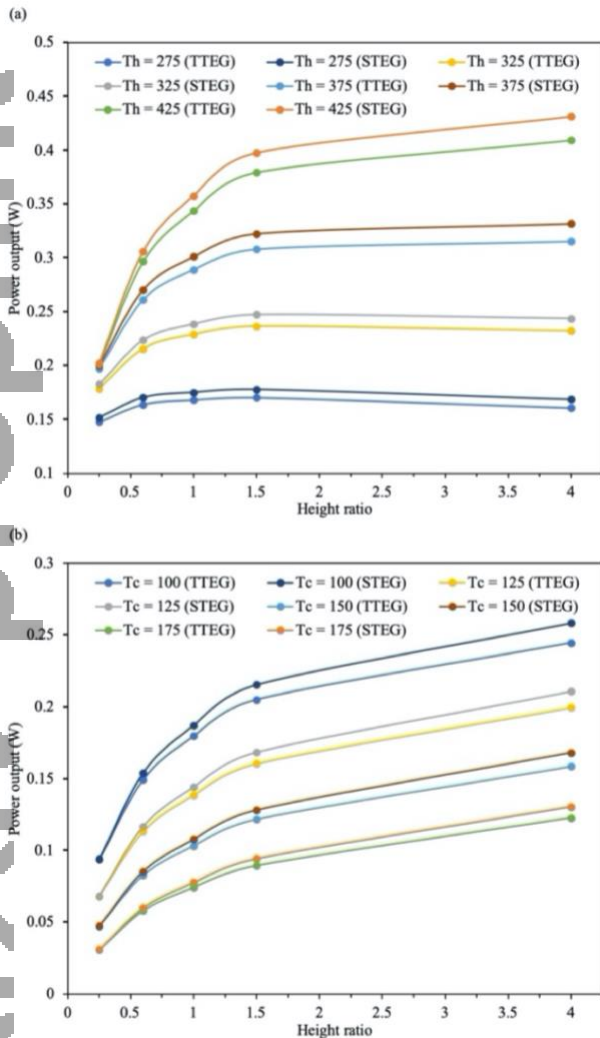 (a)
0.5
Th = 275 (TTEG) Th = 275 (STEG) Th = 325 (TTEG)
Th = 325 (STEG) Th = 375 (TTEG) Th = 375 (STEG)
Th = 425 (TTEG) Th = 425 (STEG)
0.45
0.4
0.35
Power output (W)
0.3
0.25
0.2
0.15
0.1
0 0.5 1 1.5 2 2.5 3 3.5 4
Height ratio
(b)
0.3
Tc = 100 (TTEG) Tc = 100 (STEG) Tc = 125 (TTEG)
Tc = 125 (STEG) Tc = 150 (TTEG) Tc = 150 (STEG)
Tc = 175 (TTEG) Tc = 175 (STEG)
0.25
0.2
Power output (W)
0.15
0.1
0.05
0
0 0.5 1 1.5 2 2.5 3 3.5 4
Height ratio